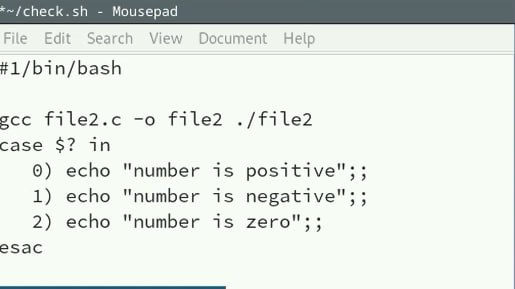 *~/check.sh - Mousepad
File Edit Search View Document Help
#1/bin/bash
gcc file2.c -o file2 ./file2
case $? in
0) echo "number is positive";;
1) echo "number is negative";;
2) echo "number is zero";;
esac